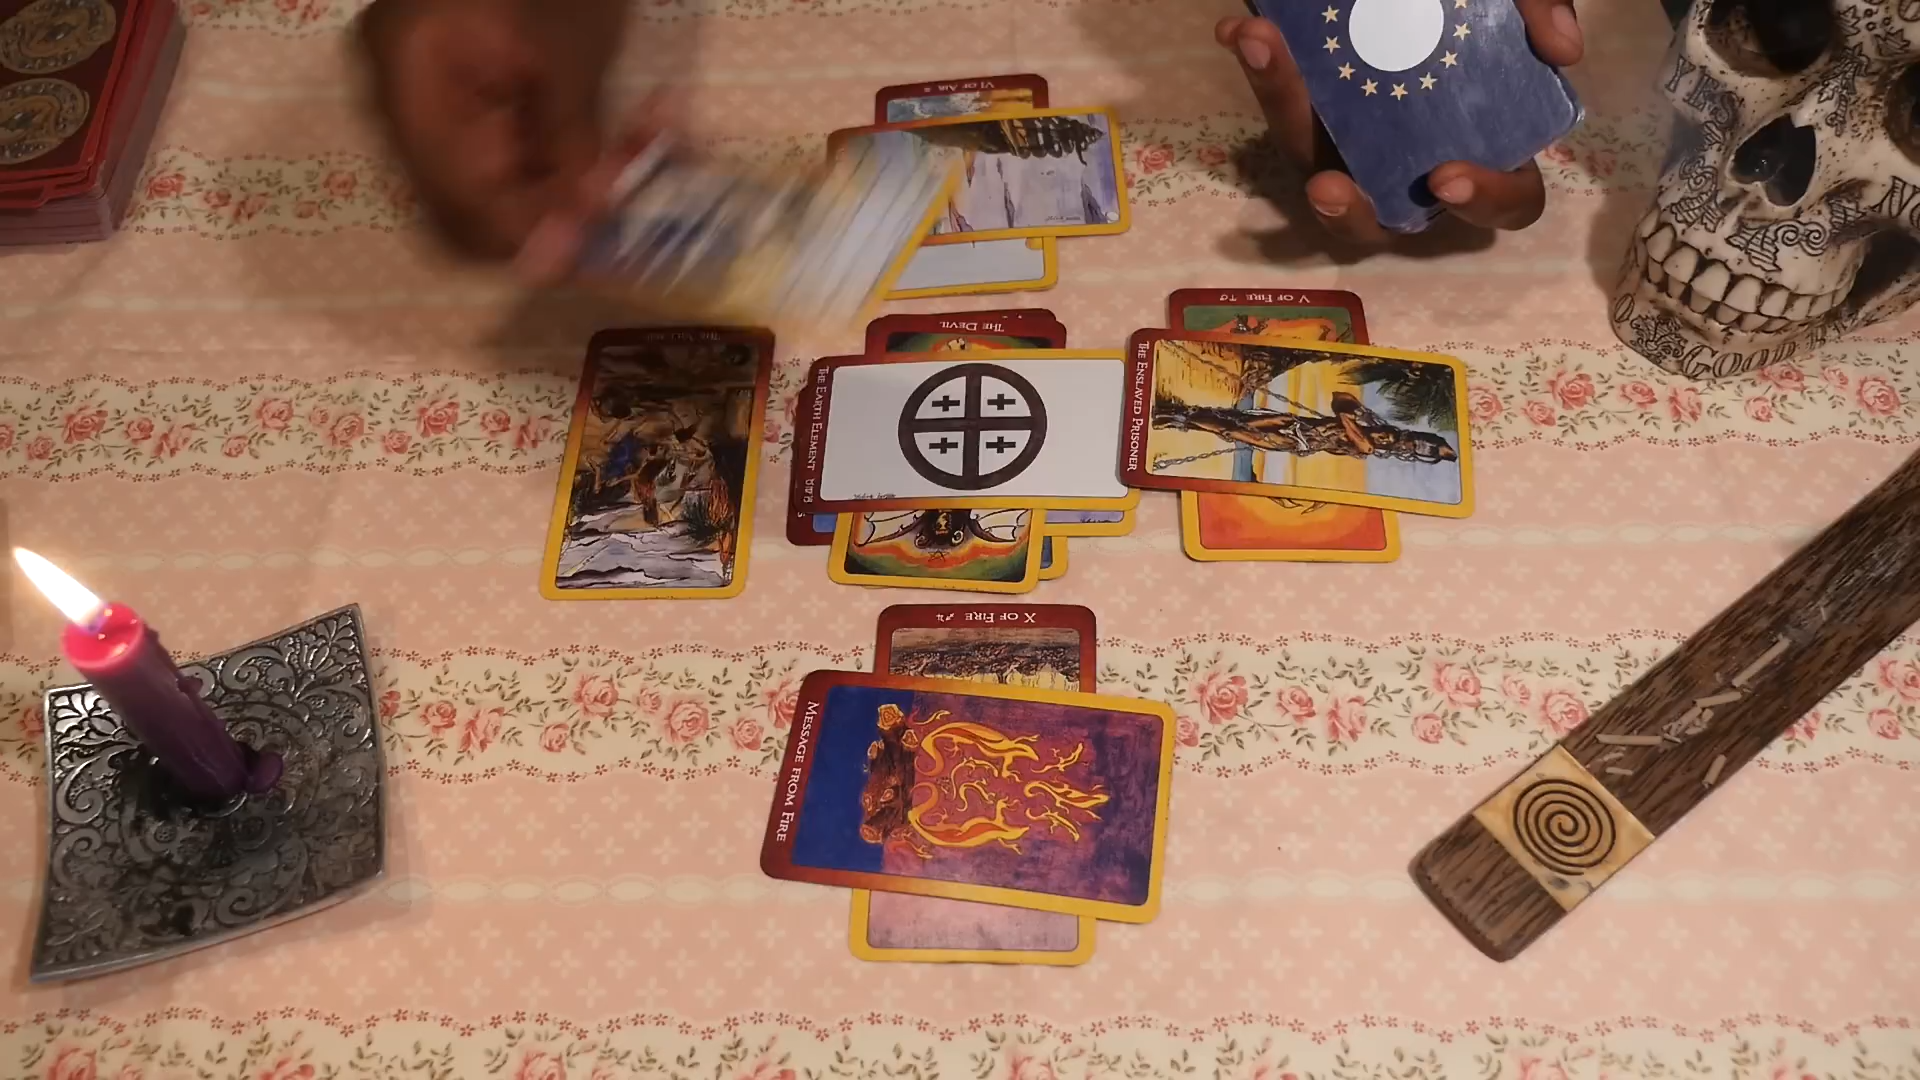 VI OF AIR
THE DEVIL
V OF FIRE
THE EARTH ELEMENT
THE ENSLAVED PRISONER
X OF FIRE
MESSAGE FROM FIRE
YES
NO
GOOD